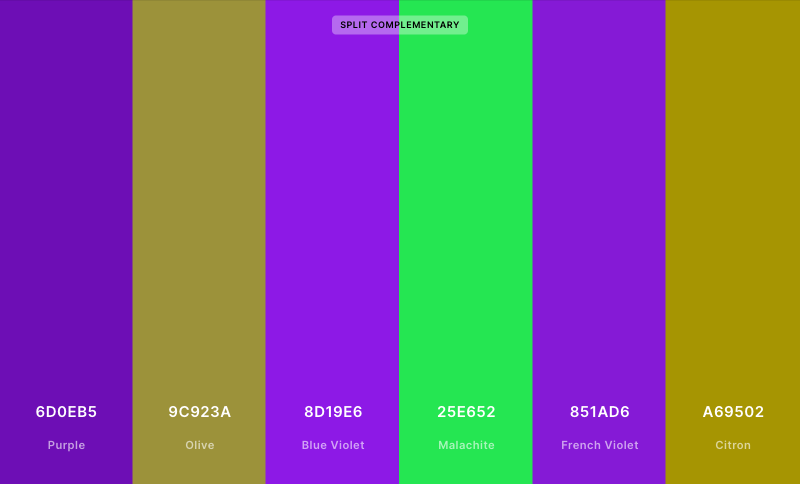 SPLIT COMPLEMENTARY
6D0EB5
Purple
9C923A
Olive
8D19E6
Blue Violet
25E652
Malachite
851AD6
French Violet
A69502
Citron